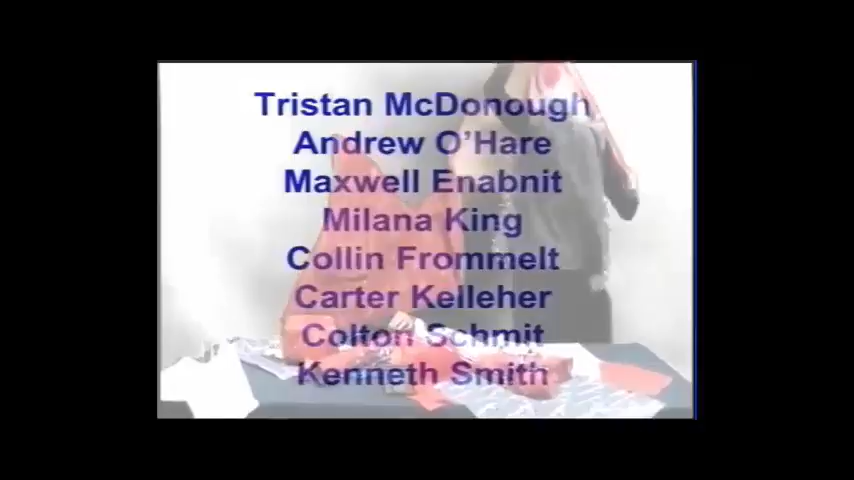 Tristan McDonough
Andrew O'Hare
Maxwell Enabnit
Milana King
Collin Frommelt
Carter Kelleher
Colton Schmit
Kenneth Smith